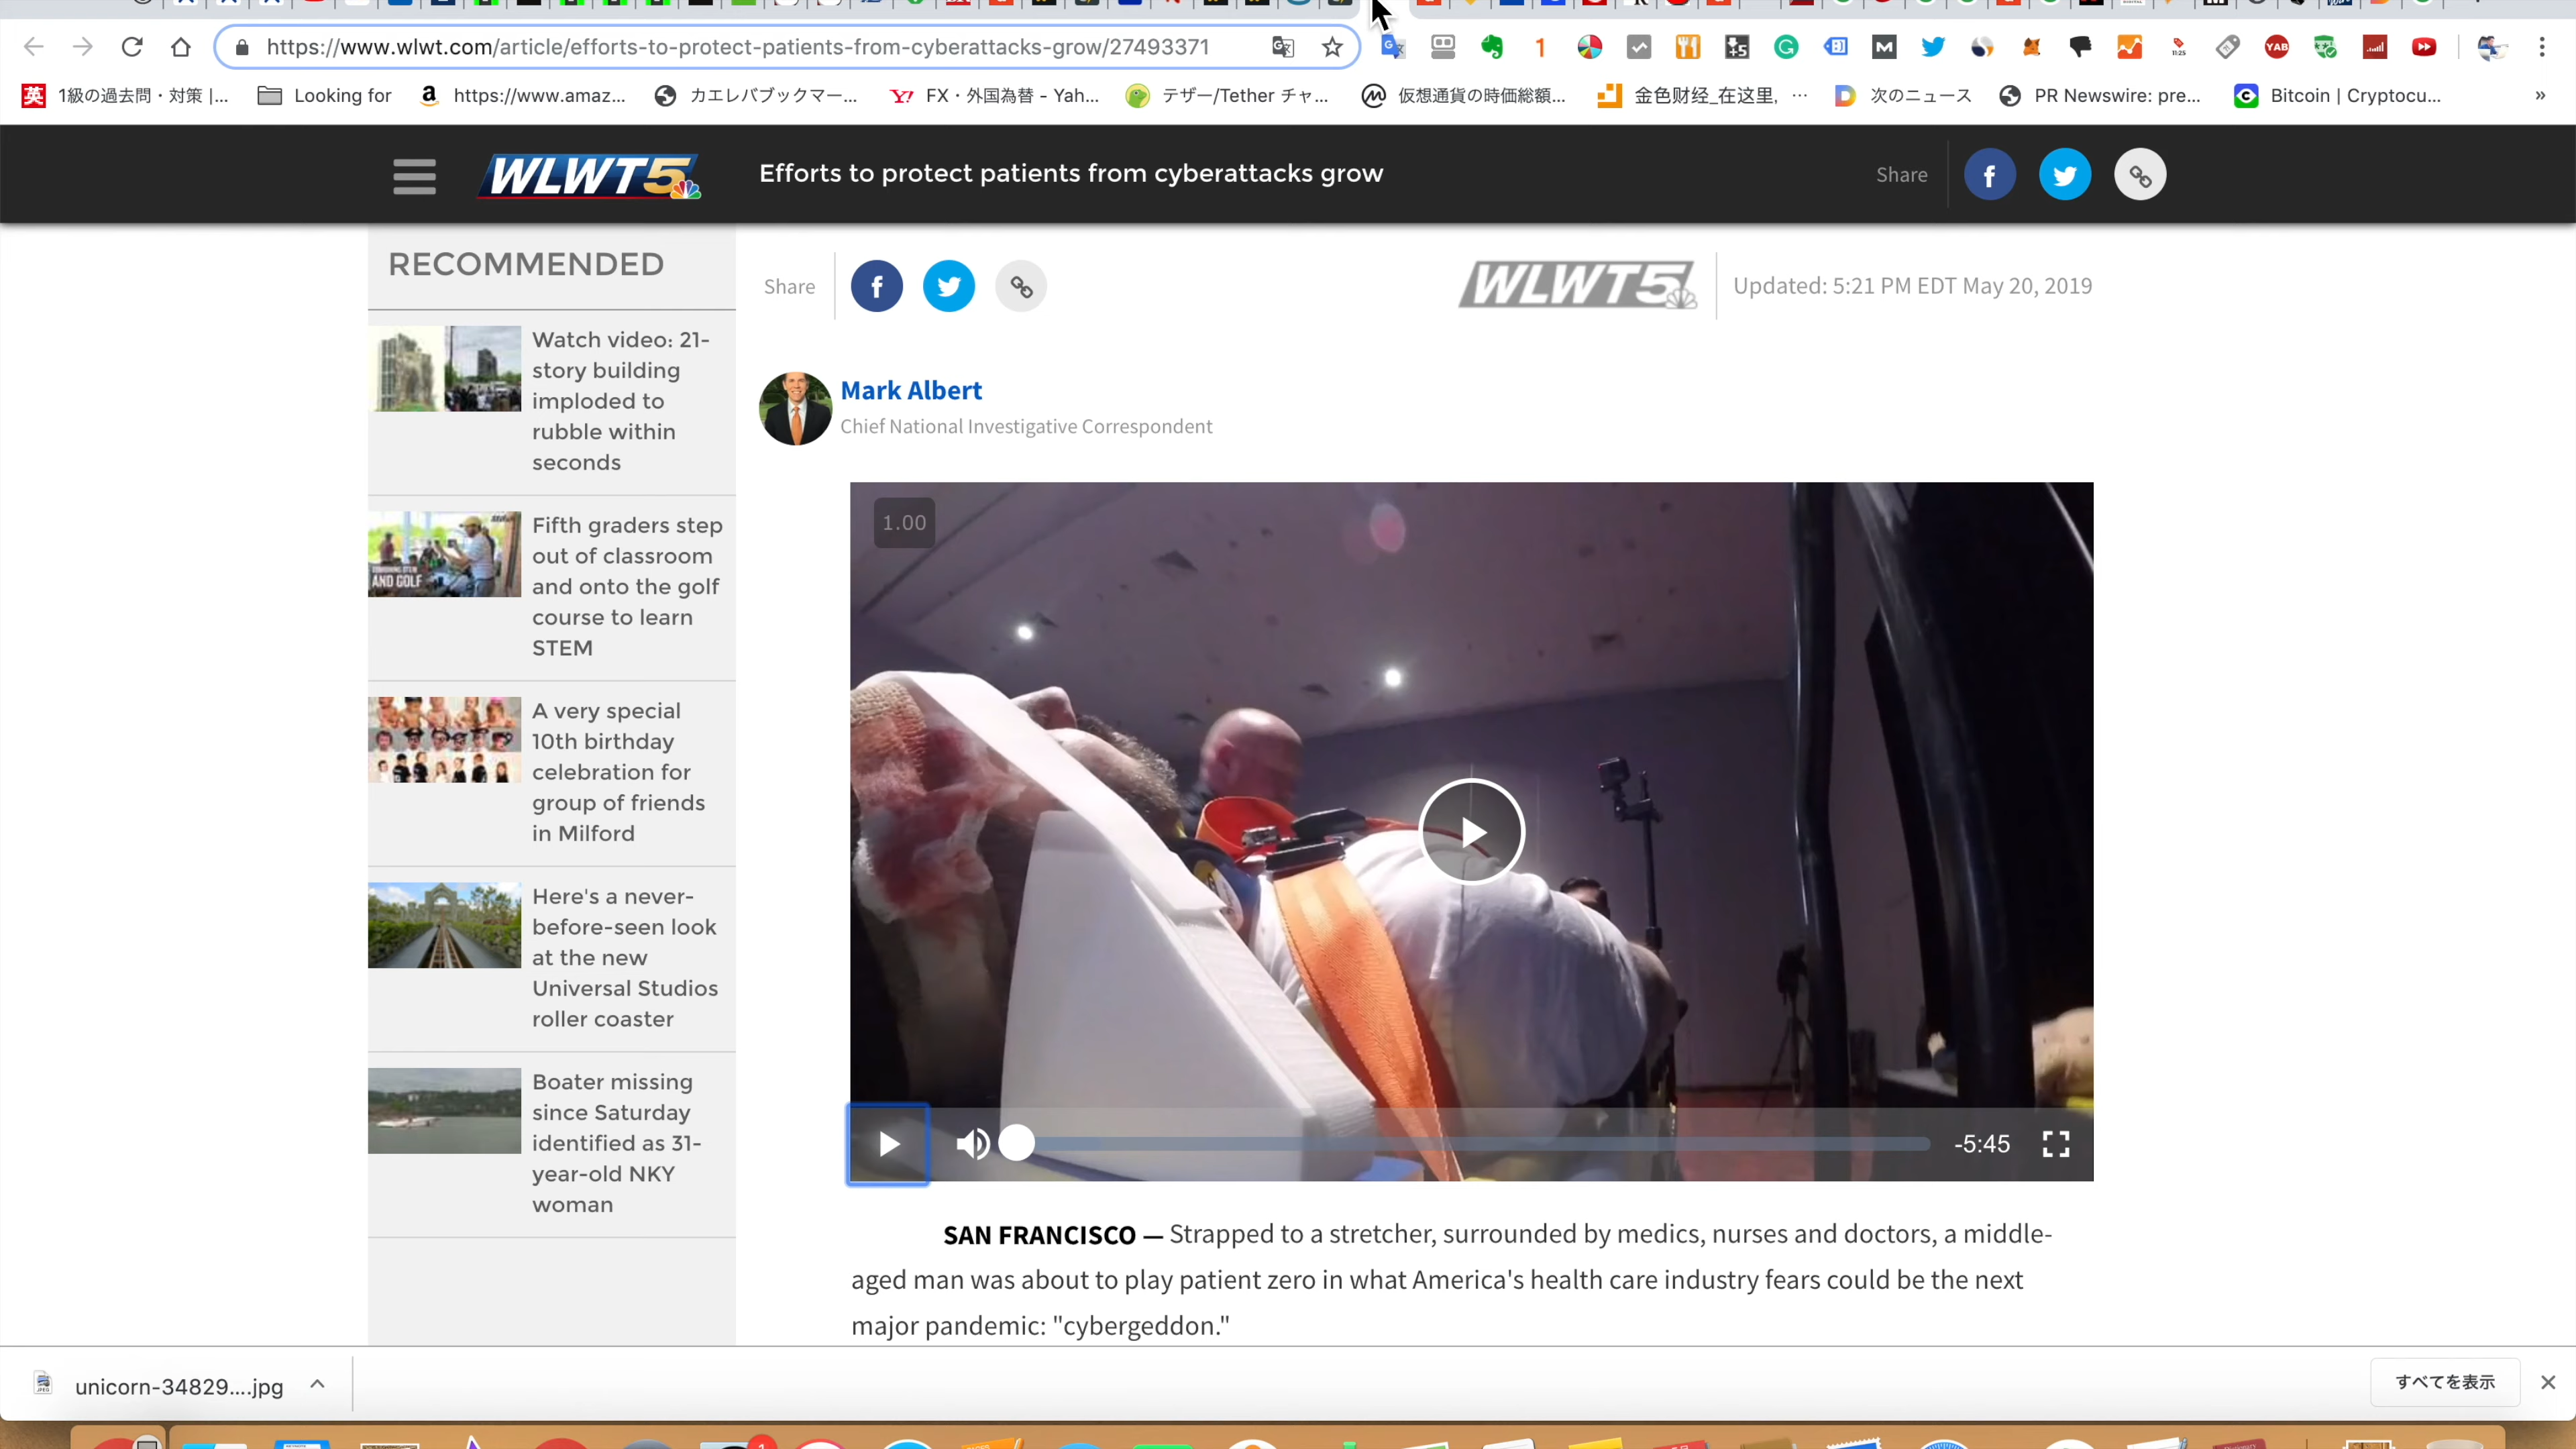 https://www.wlwt.com/article/efforts-to-protect-patients-from-cyberattacks-grow/27493371
英 1級の過去問・対策 |...
Looking for
https://www.amaz...
カエレバブックマー...
FX・外国為替 - Yah...
テザー/Tether チャ...
仮想通貨の時価総額...
金色财经_在这里, ...
次のニュース
PR Newswire: pre...
Bitcoin | Cryptocu...
»
WLWT5
Efforts to protect patients from cyberattacks grow
Share
RECOMMENDED
Watch video: 21-
story building
imploded to
rubble within
seconds
Fifth graders step
out of classroom
and onto the golf
course to learn
STEM
AND GOLF
A very special
10th birthday
celebration for
group of friends
in Milford
Here's a never-
before-seen look
at the new
Universal Studios
roller coaster
Boater missing
since Saturday
identified as 31-
year-old NKY
woman
Share
WLWT5
Updated: 5:21 PM EDT May 20, 2019
Mark Albert
Chief National Investigative Correspondent
1.00
-5:45
SAN FRANCISCO — Strapped to a stretcher, surrounded by medics, nurses and doctors, a middle-
aged man was about to play patient zero in what America's health care industry fears could be the next
major pandemic: "cybergeddon."
unicorn-34829....jpg
すべてを表示